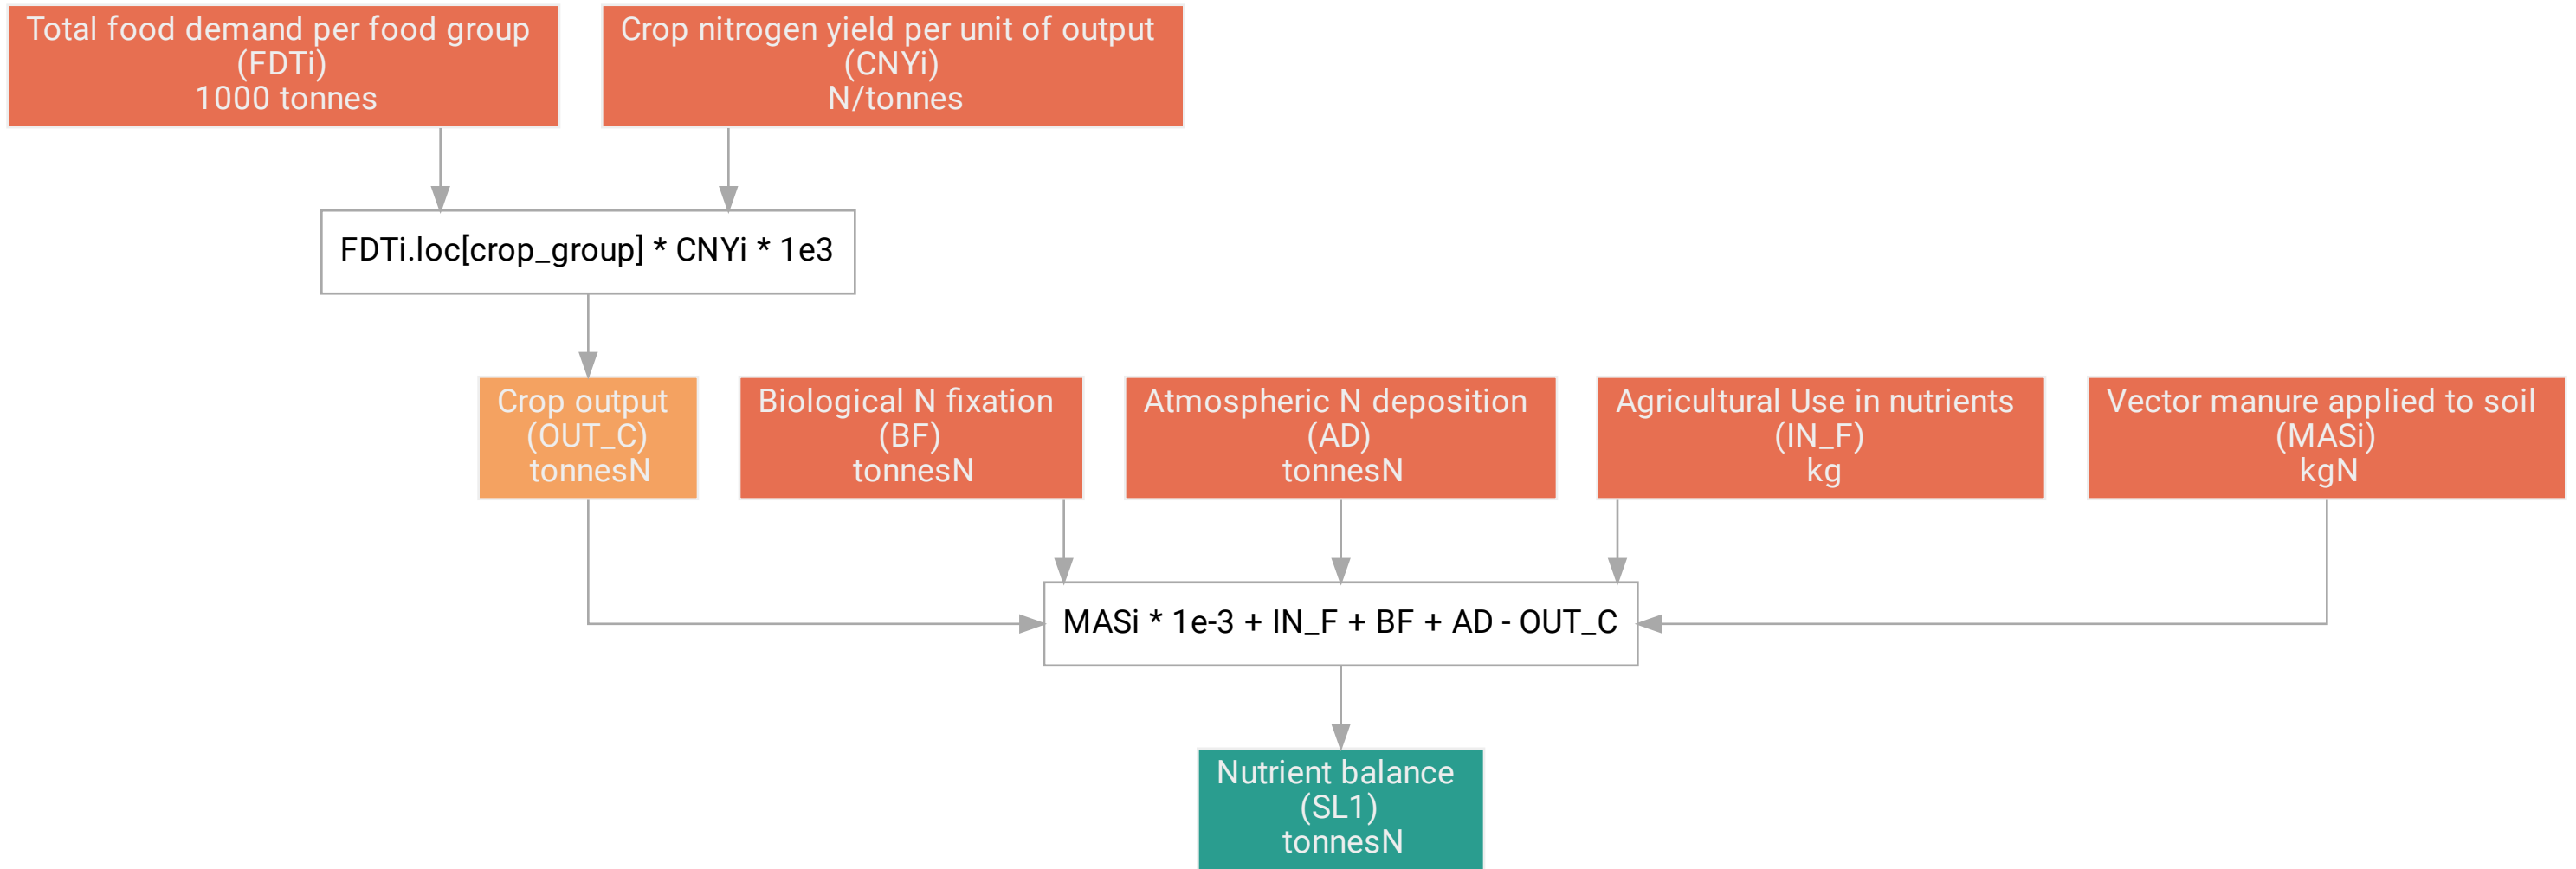 Total food demand per food group
(FDTi)
1000 tonnes
Crop nitrogen yield per unit of output
(CNYi)
N/tonnes
FDTi.loc[crop_group] * CNYi * 1e3
Crop output
(OUT_C)
tonnesN
Biological N fixation
(BF)
tonnesN
Atmospheric N deposition
(AD)
tonnesN
Agricultural Use in nutrients
(IN_F)
kg
Vector manure applied to soil
(MASi)
kgN
MASi * 1e-3 + IN_F + BF + AD - OUT_C
Nutrient balance
(SL1)
tonnesN